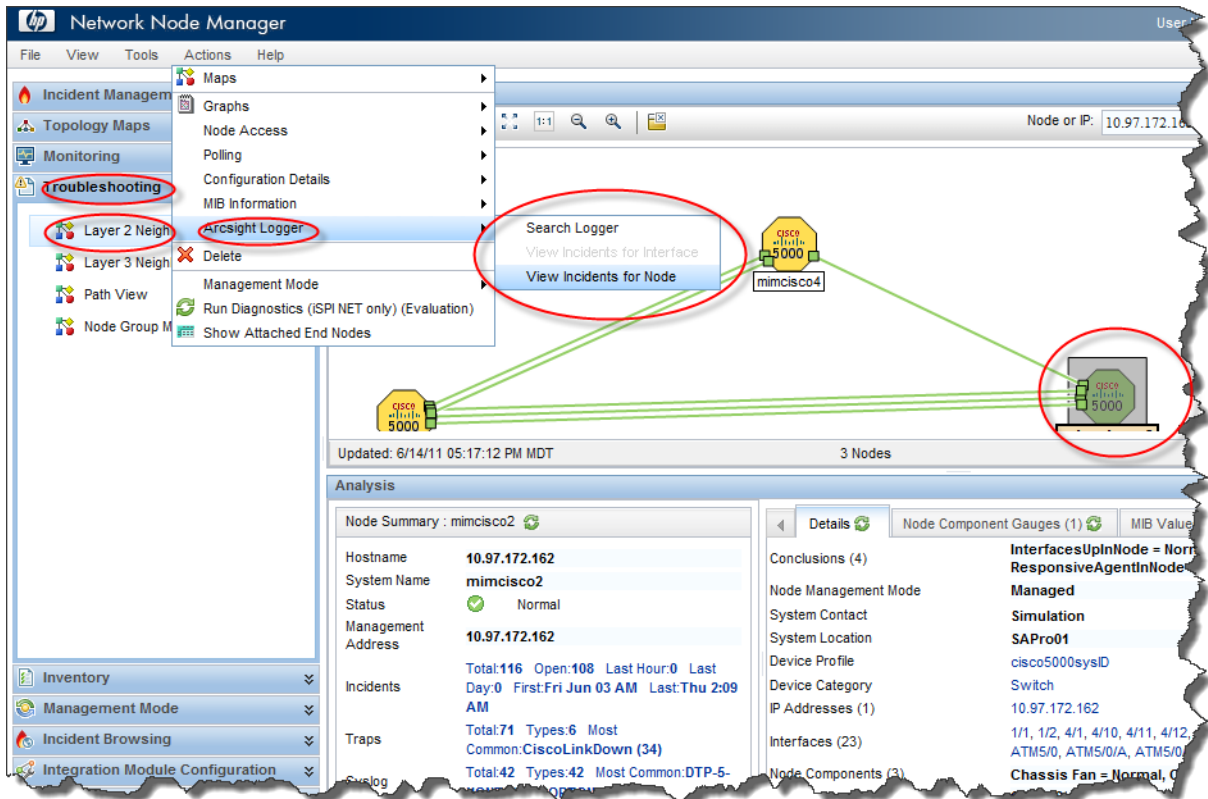 hp Network Node Manager
User
File View Tools Actions Help
Incident Managem
Topology Maps
Monitoring
Troubleshooting
Layer 2 Neigh
Layer 3 Neigh
Path View
Node Group M
Maps
Graphs
Node Access
Polling
Configuration Details
MIB Information
Arcsight Logger
Delete
Management Mode
Run Diagnostics (iSPI NET only) (Evaluation)
Show Attached End Nodes
Search Logger
View Incidents for Interface
View Incidents for Node
1:1
Node or IP: 10.97.172.16
CISCO
5000
mimcisco4
CISCO
5000
CISCO
5000
Updated: 6/14/11 05:17:12 PM MDT 3 Nodes
Inventory
Management Mode
Incident Browsing
Integration Module Configuration
Analysis
Node Summary : mimcisco2
Hostname 10.97.172.162
System Name mimcisco2
Status Normal
Management Address 10.97.172.162
Incidents Total:116 Open:108 Last Hour:0 Last
Day:0 First:Fri Jun 03 AM Last:Thu 2:09
AM
Traps Total:71 Types:6 Most
Common:CiscoLinkDown (34)
Syslog Total:42 Types:42 Most Common:DTP-5-
Details Node Component Gauges (1) MIB Value
Conclusions (4) InterfacesUpInNode = Norm
ResponsiveAgentInNode
Node Management Mode Managed
System Contact Simulation
System Location SAPro01
Device Profile cisco5000sysID
Device Category Switch
IP Addresses (1) 10.97.172.162
Interfaces (23) 1/1, 1/2, 4/1, 4/10, 4/11, 4/12,
ATM5/0, ATM5/0/A, ATM5/0/
Node Components (3) Chassis Fan = Normal, C